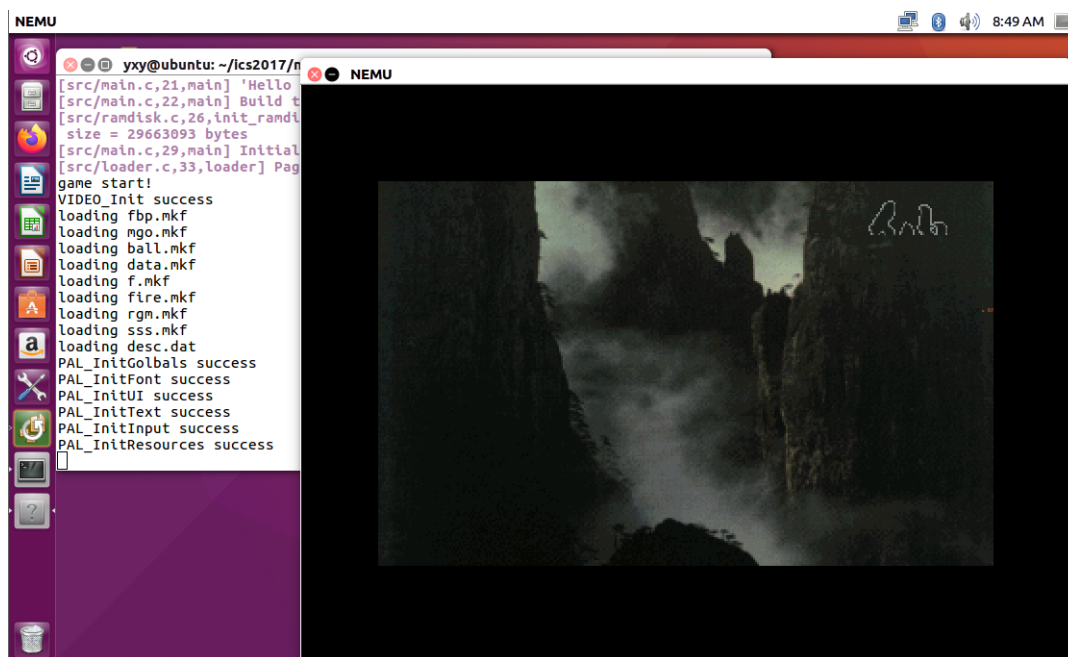 NEMU
8:49 AM
yxy@ubuntu: ~/ics2017/n
NEMU
[src/main.c,21,main] 'Hello
[src/main.c,22,main] Build t
[src/ramdisk.c,26,init_ramdi
size = 29663093 bytes
[src/main.c,29,main] Initial
[src/loader.c,33,loader] Pag
game start!
VIDEO_Init success
loading fbp.mkf
loading mgo.mkf
loading ball.mkf
loading data.mkf
loading f.mkf
loading fire.mkf
loading rgm.mkf
loading sss.mkf
loading desc.dat
PAL_InitGolbals success
PAL_InitFont success
PAL_InitUI success
PAL_InitText success
PAL_InitInput success
PAL_InitResources success